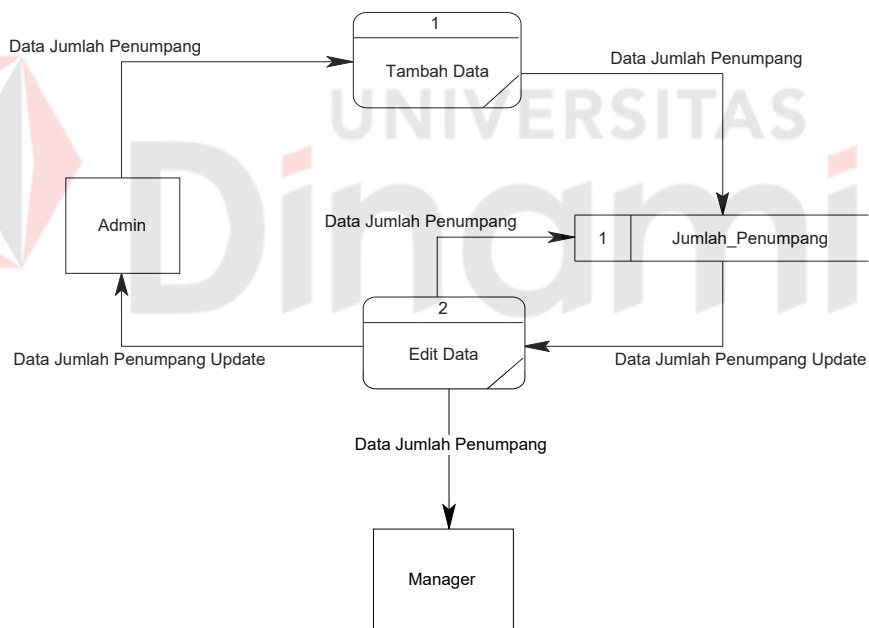 1
Data Jumlah Penumpang
Tambah Data
Data Jumlah Penumpang
UNIVERSITAS
Dinami
Admin
Data Jumlah Penumpang
1
Jumlah_Penumpang
2
Edit Data
Data Jumlah Penumpang Update
Data Jumlah Penumpang Update
Data Jumlah Penumpang
Manager